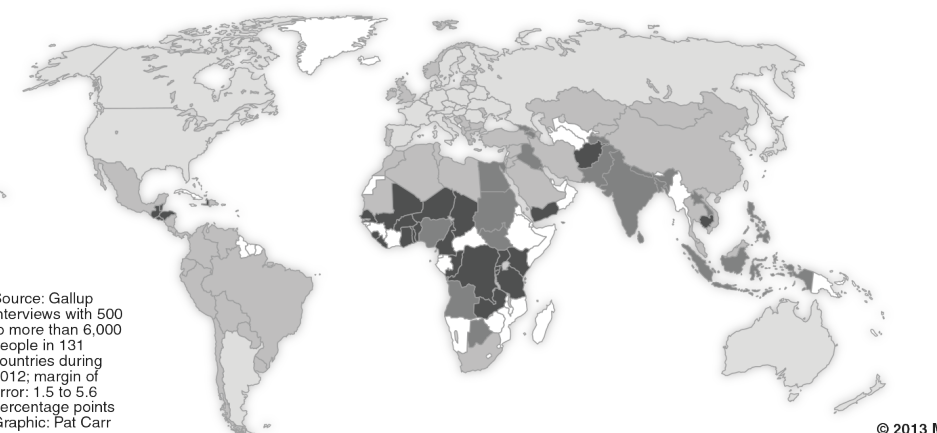 Source: Gallup
nterviews with 500
o more than 6,000
eople in 131
ountries during
012; margin of
rror: 1.5 to 5.6
ercentage points
Graphic: Pat Carr
© 2013 M